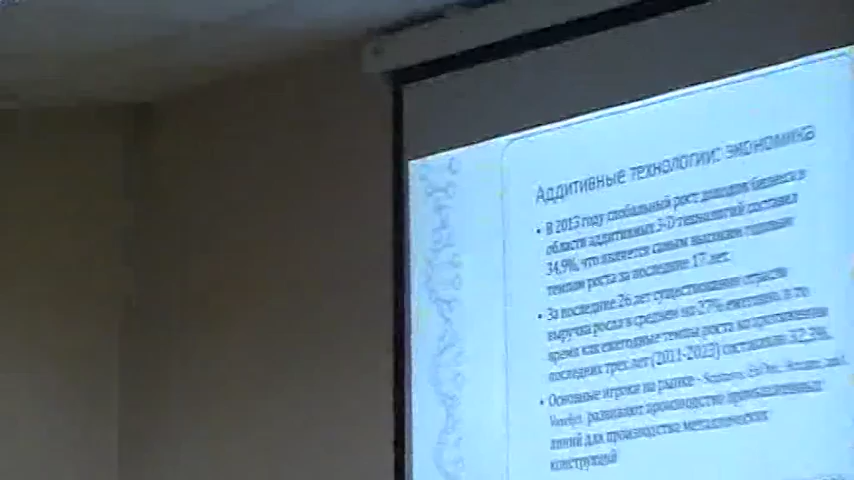 Аддитивные технологии: экономика
• В 2013 году глобальный рост доходов бизнеса в
области аддитивных 3-D технологий составил
34,9%, что является самым высоким годовым
темпом роста за последние 17 лет.
• За последние 26 лет существования отрасли
выручка росла в среднем на 27% ежегодно, в то
время как ежегодные темпы роста на протяжении
последних трех лет (2011-2013) составляли 32,3%.
• Основные игроки на рынке -
развивают производство промышленных
линий для производства металлических
конструкций